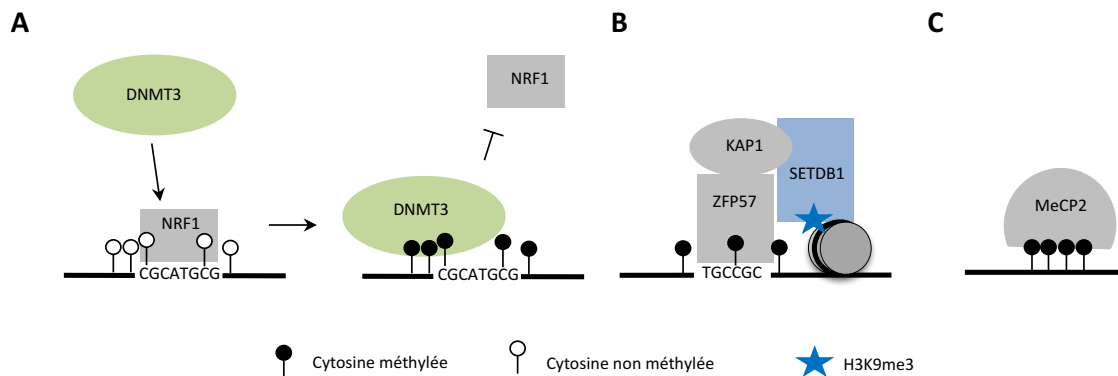 A
DNMT3
NRF1
CGCATGCG
DNMT3
CGCATGCG
NRF1
B
KAP1
SETDB1
ZFP57
TGCCGC
C
MeCP2
Cytosine méthylée
Cytosine non méthylée
H3K9me3